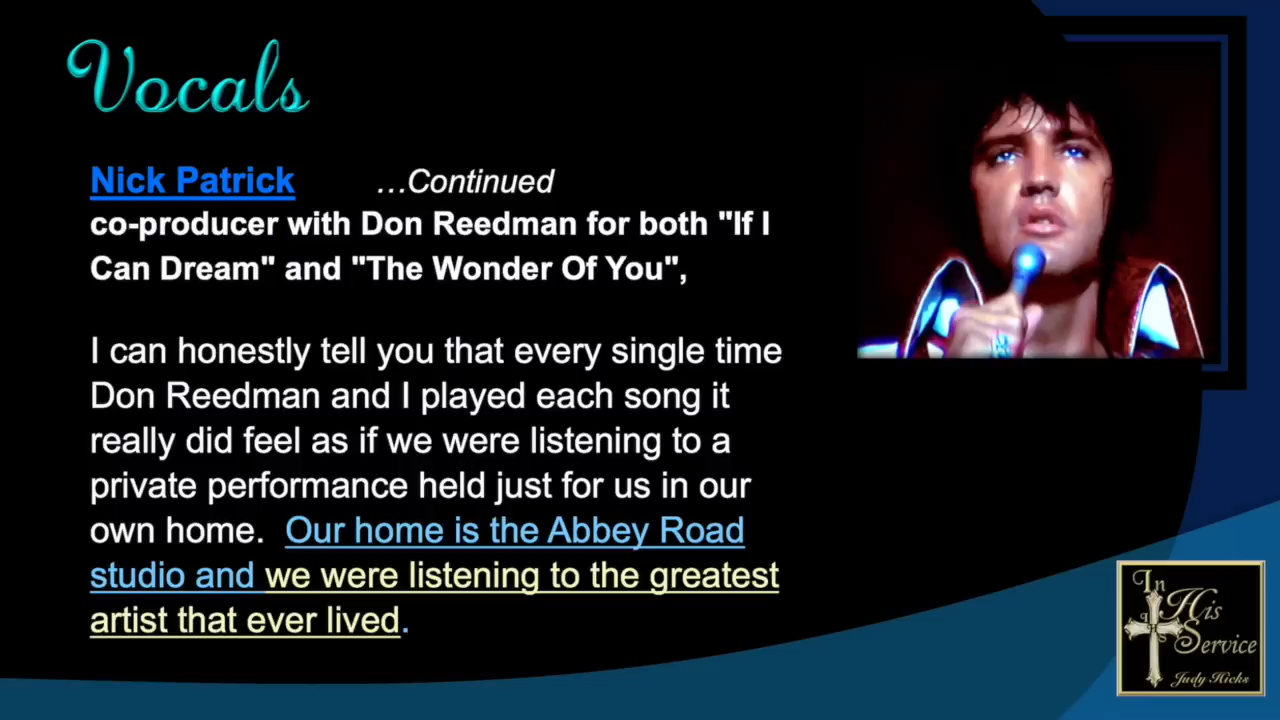 Vocals
Nick Patrick ...Continued
co-producer with Don Reedman for both "If I
Can Dream" and "The Wonder Of You",
I can honestly tell you that every single time
Don Reedman and I played each song it
really did feel as if we were listening to a
private performance held just for us in our
own home. Our home is the Abbey Road
studio and we were listening to the greatest
artist that ever lived.
In
His
IHS
Service
Judy Hicks